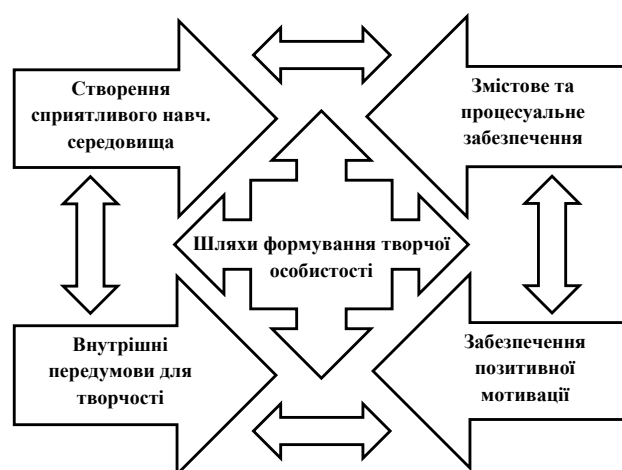 Створення
сприятливого навч.
середовища
Змістове та
процесуальне
забезпечення
Шляхи формування творчої
особистості
Внутрішні
передумови для
творчості
Забезпечення
позитивної
мотивації